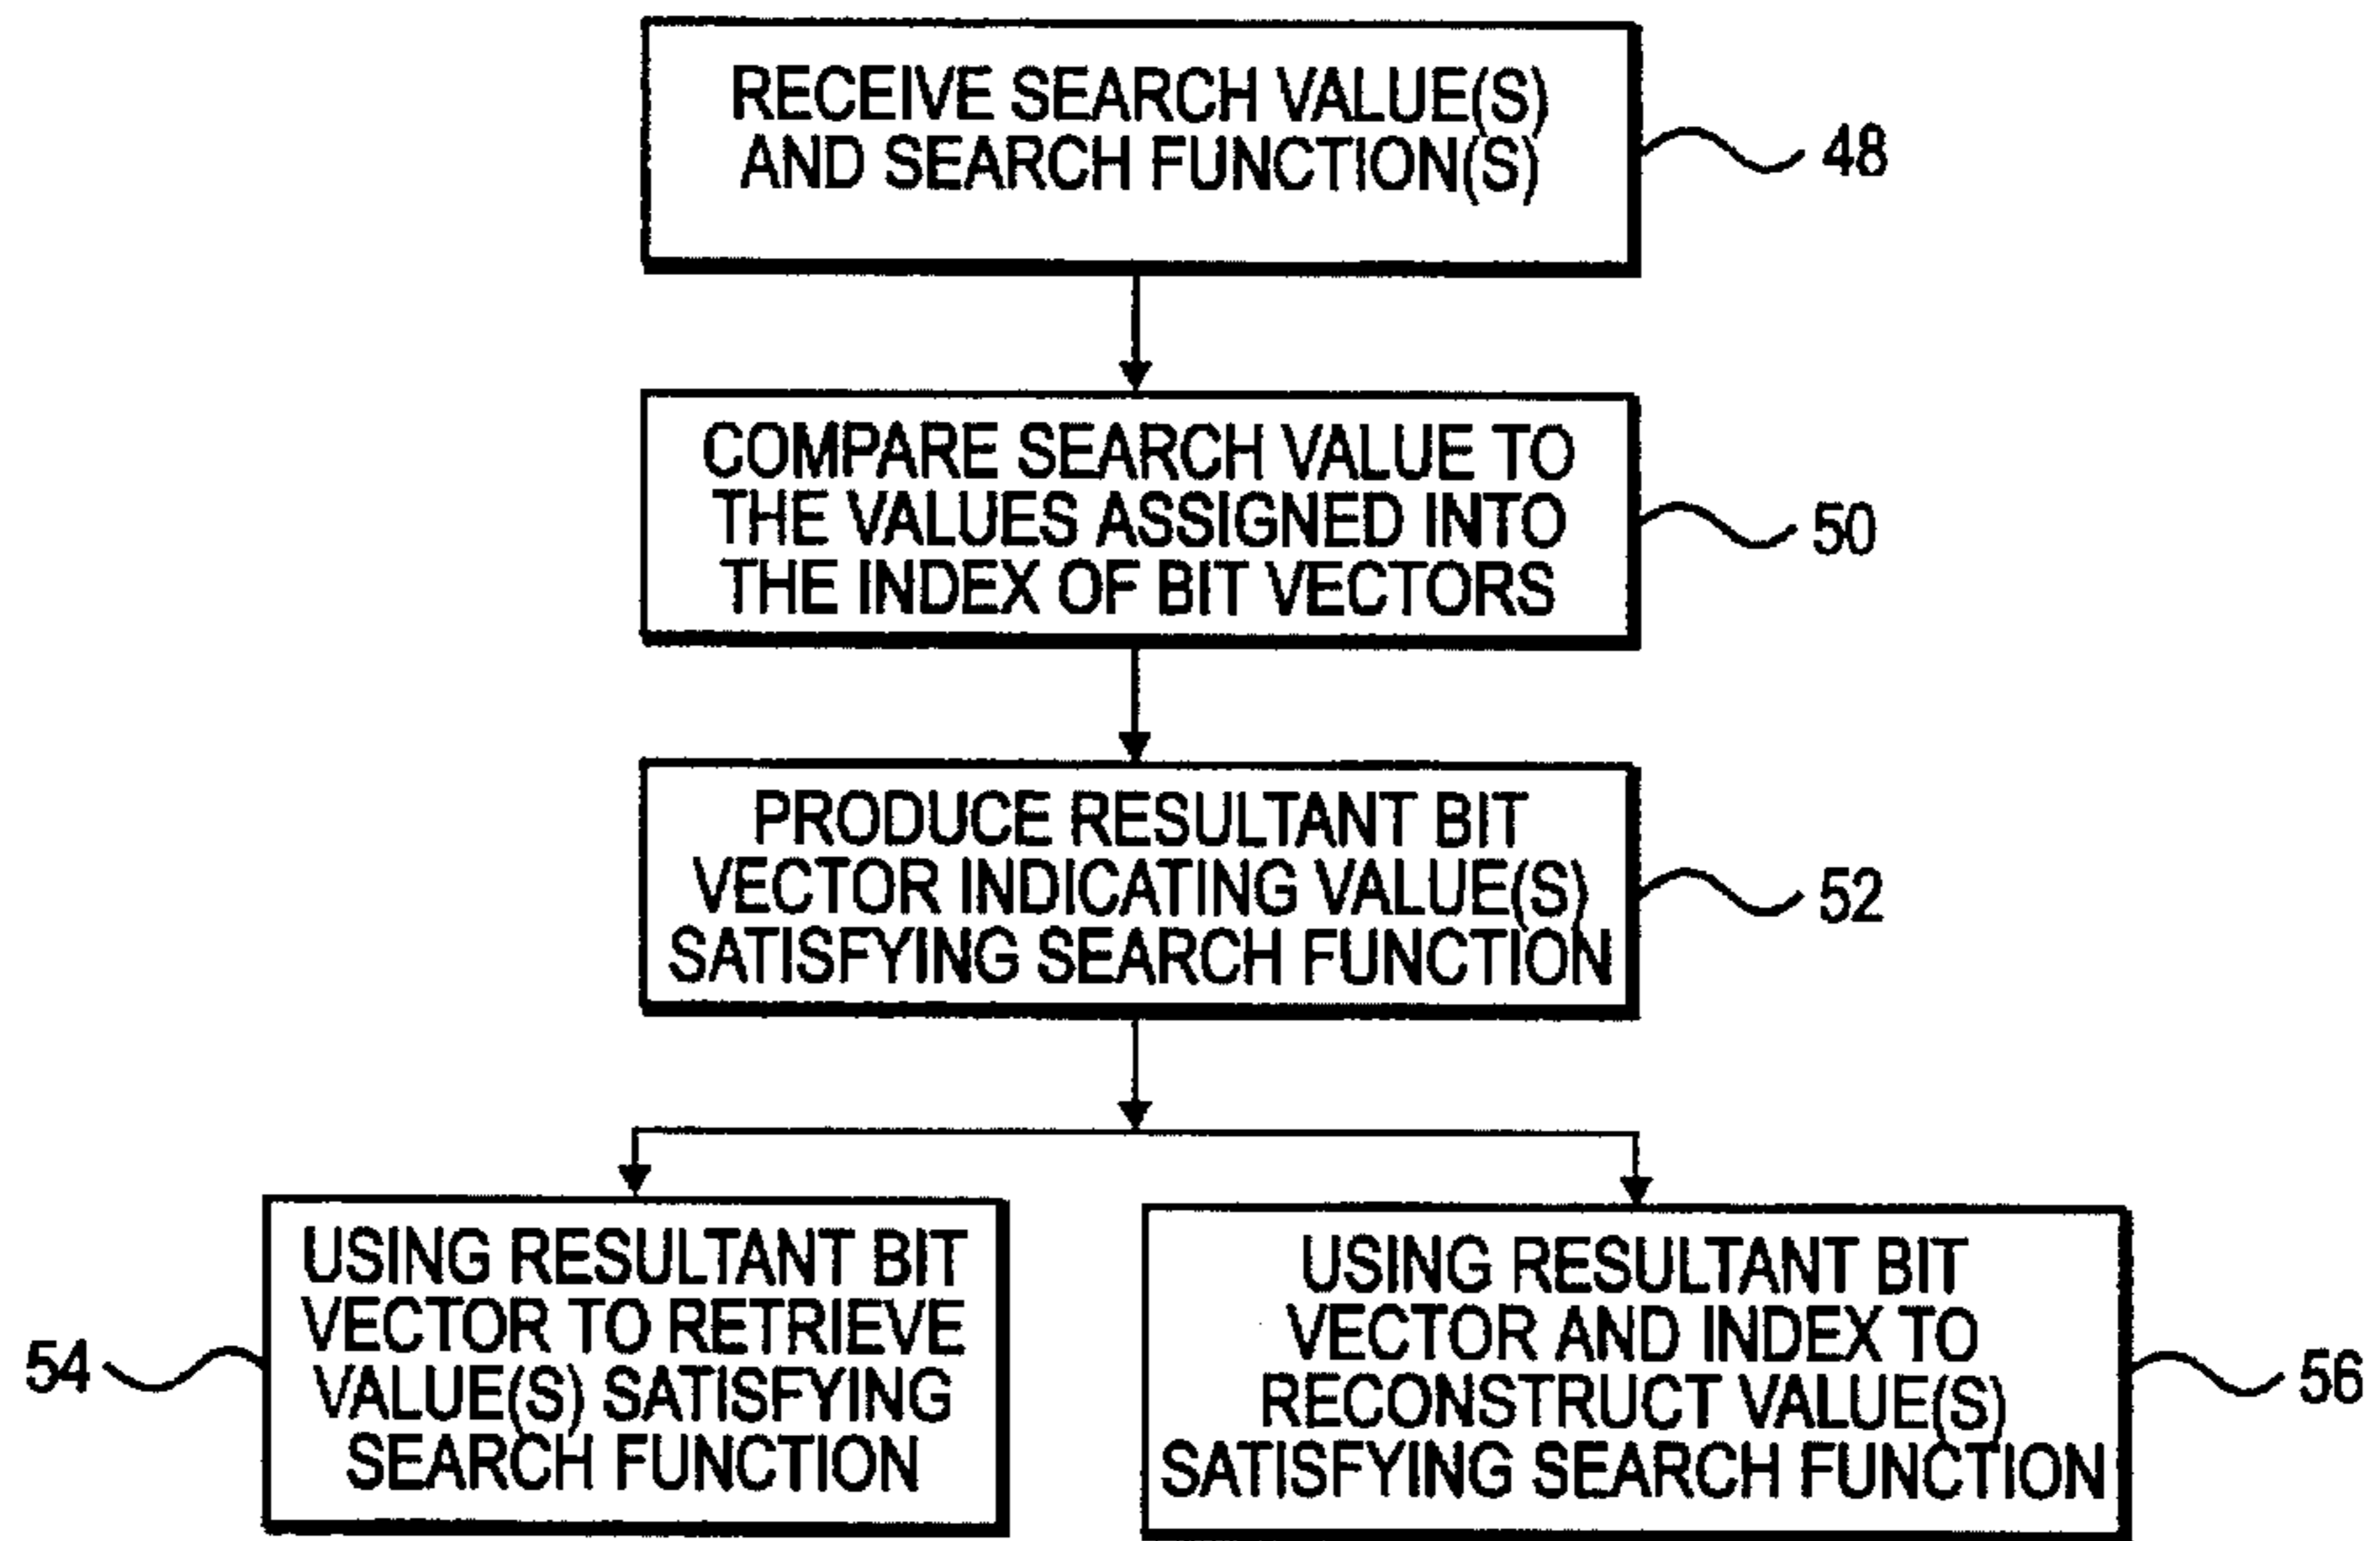 RECEIVE SEARCH VALUE(S)
AND SEARCH FUNCTION(S)
48
COMPARE SEARCH VALUE TO
THE VALUES ASSIGNED INTO
THE INDEX OF BIT VECTORS
50
PRODUCE RESULTANT BIT
VECTOR INDICATING VALUE(S)
SATISFYING SEARCH FUNCTION
52
54
USING RESULTANT BIT
VECTOR TO RETRIEVE
VALUE(S) SATISFYING
SEARCH FUNCTION
USING RESULTANT BIT
VECTOR AND INDEX TO
RECONSTRUCT VALUE(S)
SATISFYING SEARCH FUNCTION
56